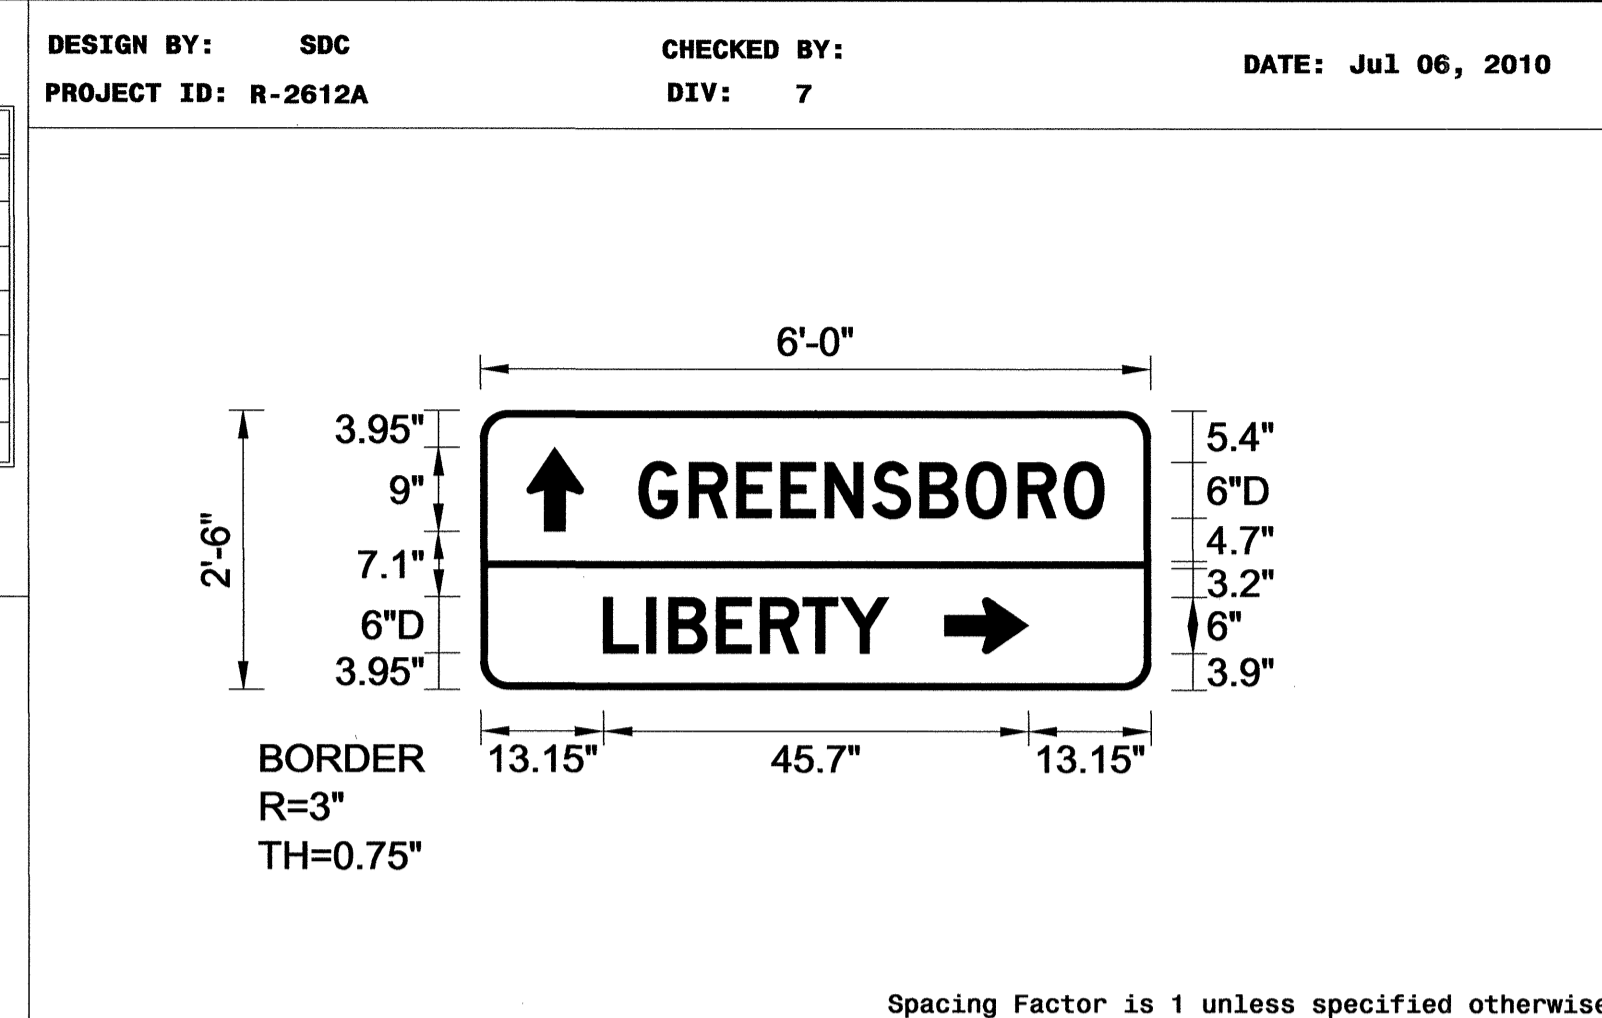 DESIGN BY: SDC
CHECKED BY:
DATE: Jul 06, 2010
PROJECT ID: R-2612A
DIV: 7
6'-0"
2'-6"
3.95"
9"
7.1"
6"D
3.95"
GREENSBORO
LIBERTY
5.4"
6"D
4.7"
3.2"
6"
3.9"
13.15" 45.7" 13.15"
BORDER
R=3"
TH=0.75"
Spacing Factor is 1 unless specified otherwise